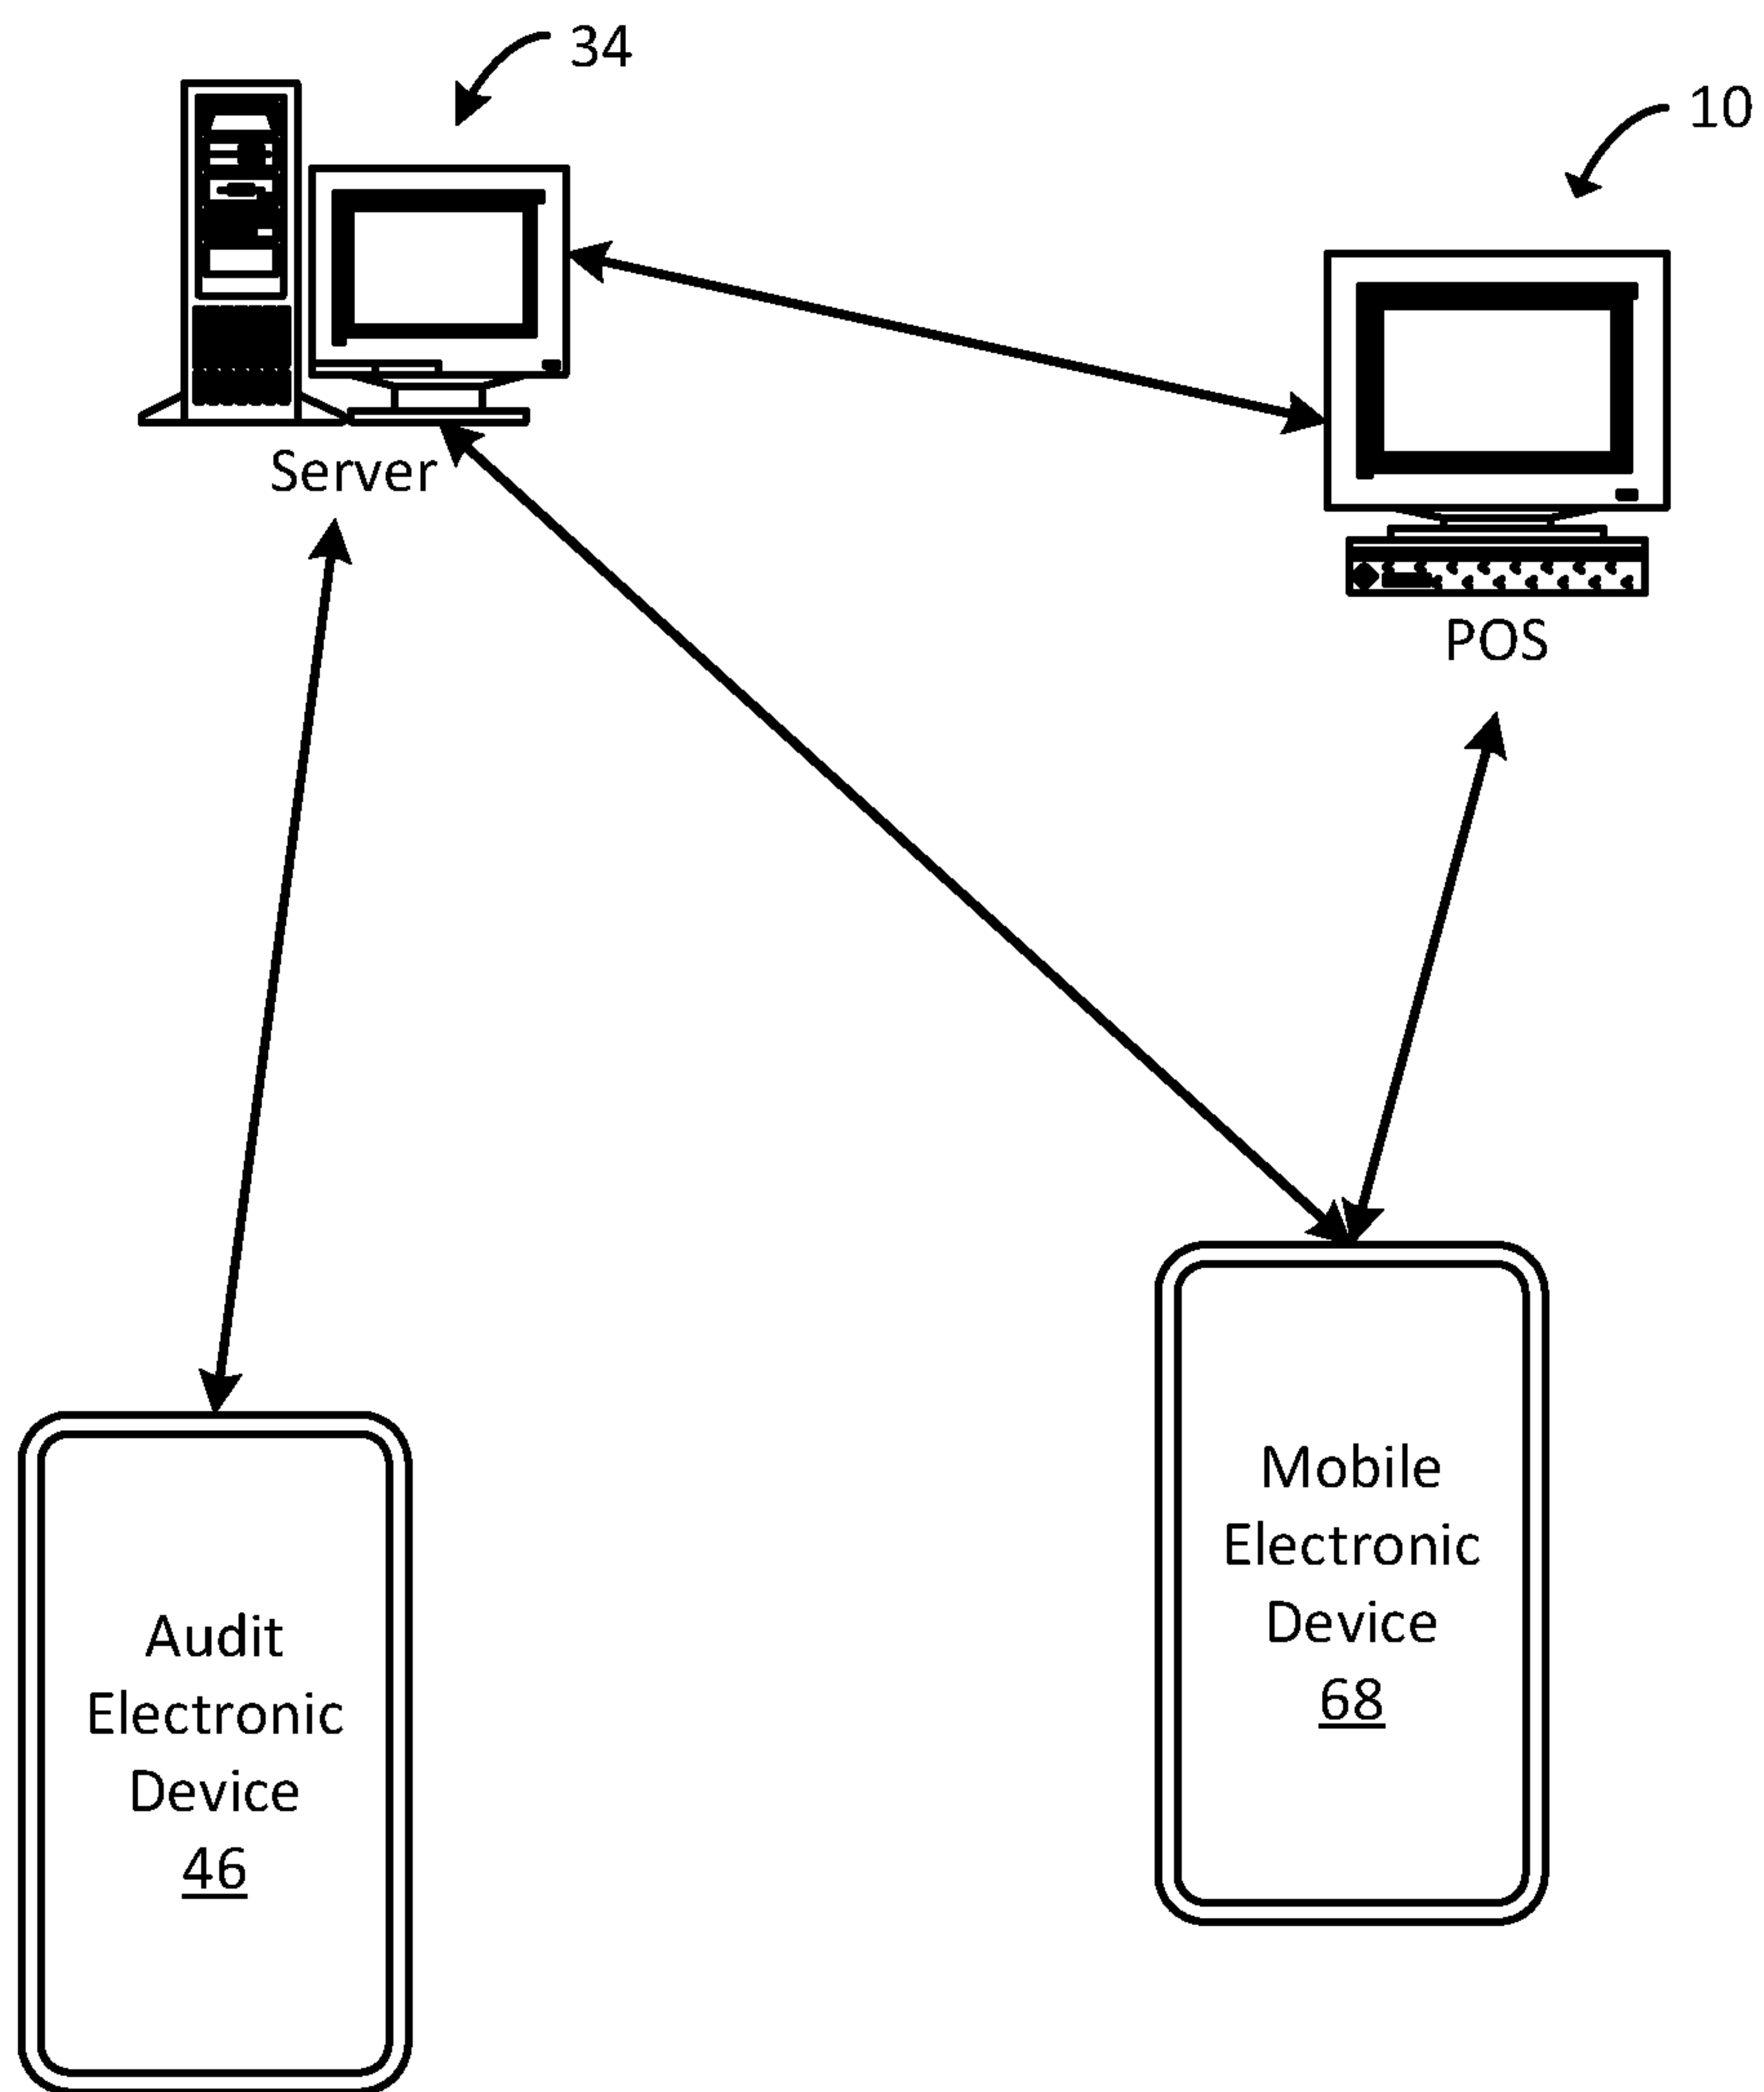 34
10
Server
POS
Mobile
Electronic
Device
68
Audit
Electronic
Device
46